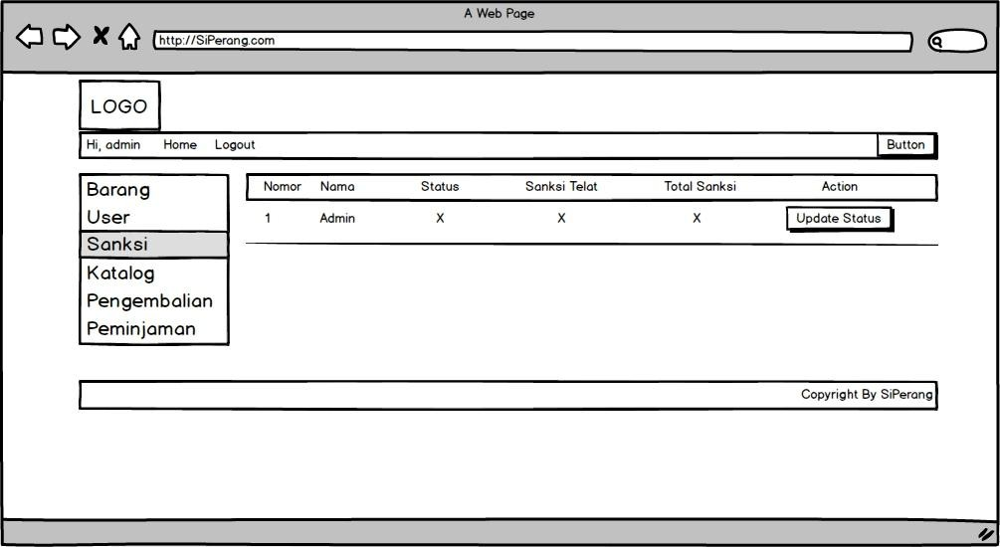 A Web Page
http://SiPerang.com
LOGO
Hi, admin Home Logout Button
Barang
User
Sanksi
Katalog
Pengembalian
Peminjaman
Nomor Nama Status Sanksi Telat Total Sanksi Action
1 Admin X X X Update Status
Copyright By SiPerang